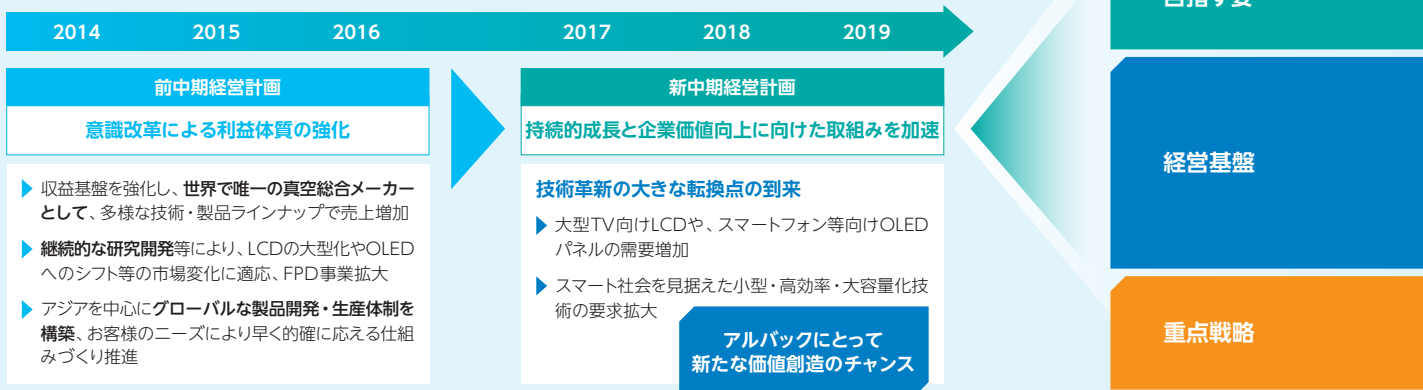 2014 2015 2016 2017 2018 2019
前中期経営計画
意識改革による利益体質の強化
収益基盤を強化し、世界で唯一の真空総合メーカー
として、多様な技術・製品ラインナップで売上増加
継続的な研究開発等により、LCDの大型化やOLED
へのシフト等の市場変化に適応、FPD事業拡大
アジアを中心にグローバルな製品開発・生産体制を
構築、お客様のニーズにより早く的確に応える仕組
みづくり推進
新中期経営計画
持続的成長と企業価値向上に向けた取組みを加速
技術革新の大きな転換点の到来
大型TV向けLCDや、スマートフォン等向けOLED
パネルの需要増加
スマート社会を見据えた小型・高効率・大容量化技
術の要求拡大
アルバックにとって
新たな価値創造のチャンス
経営基盤
重点戦略